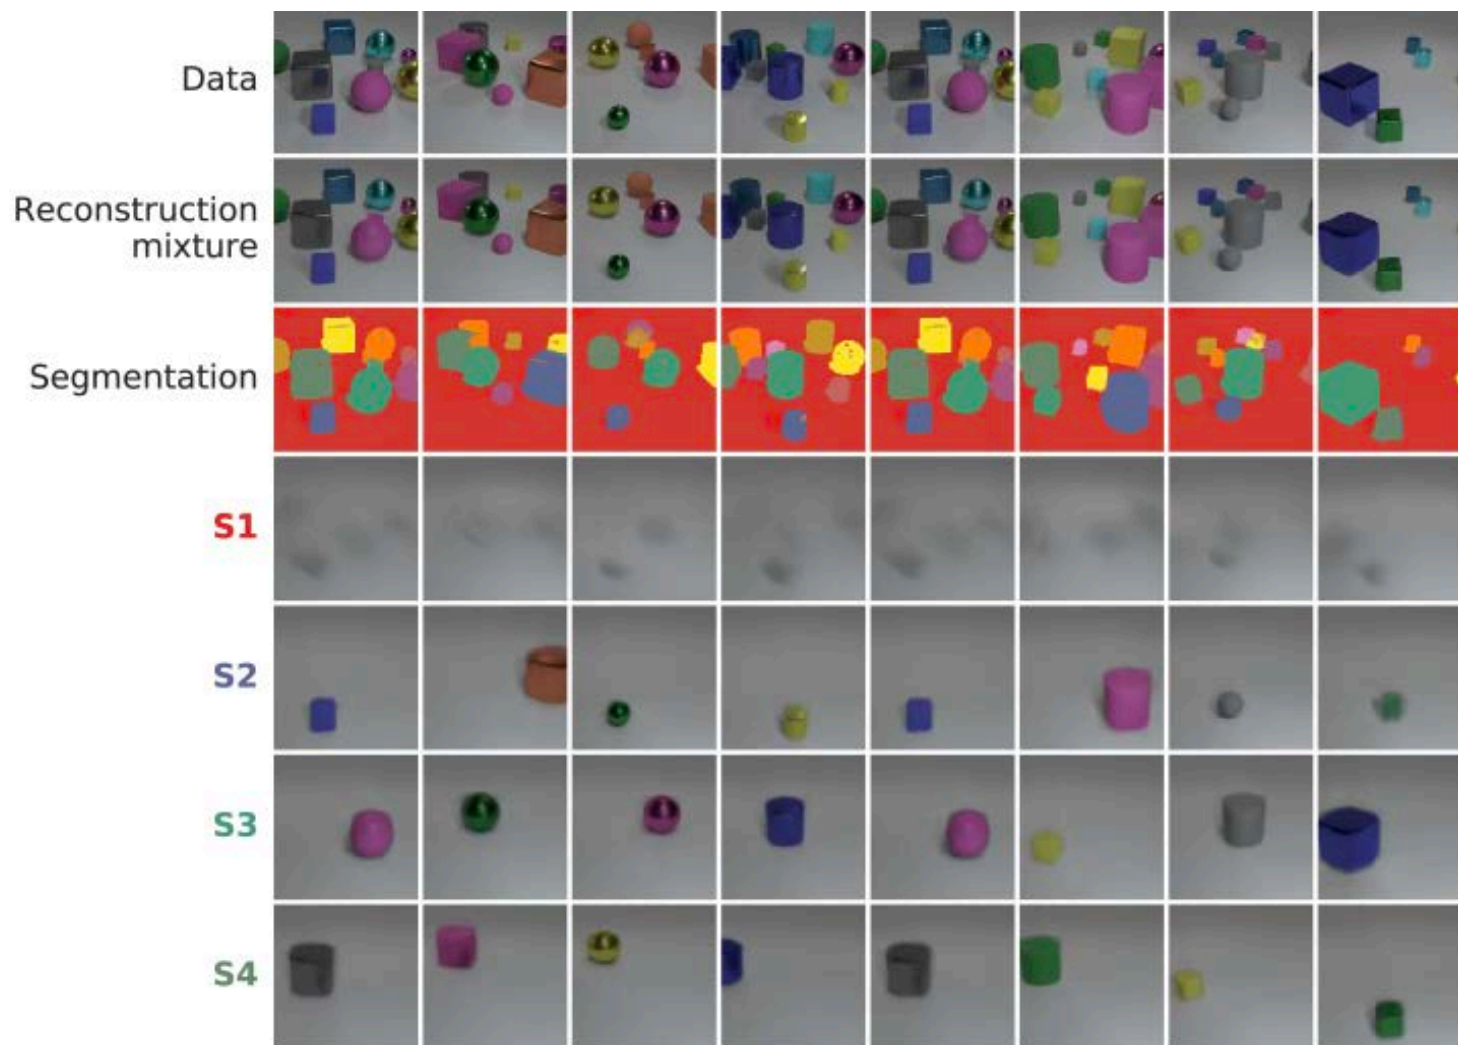 Data
Reconstruction
mixture
Segmentation
S1
S2
S3
S4